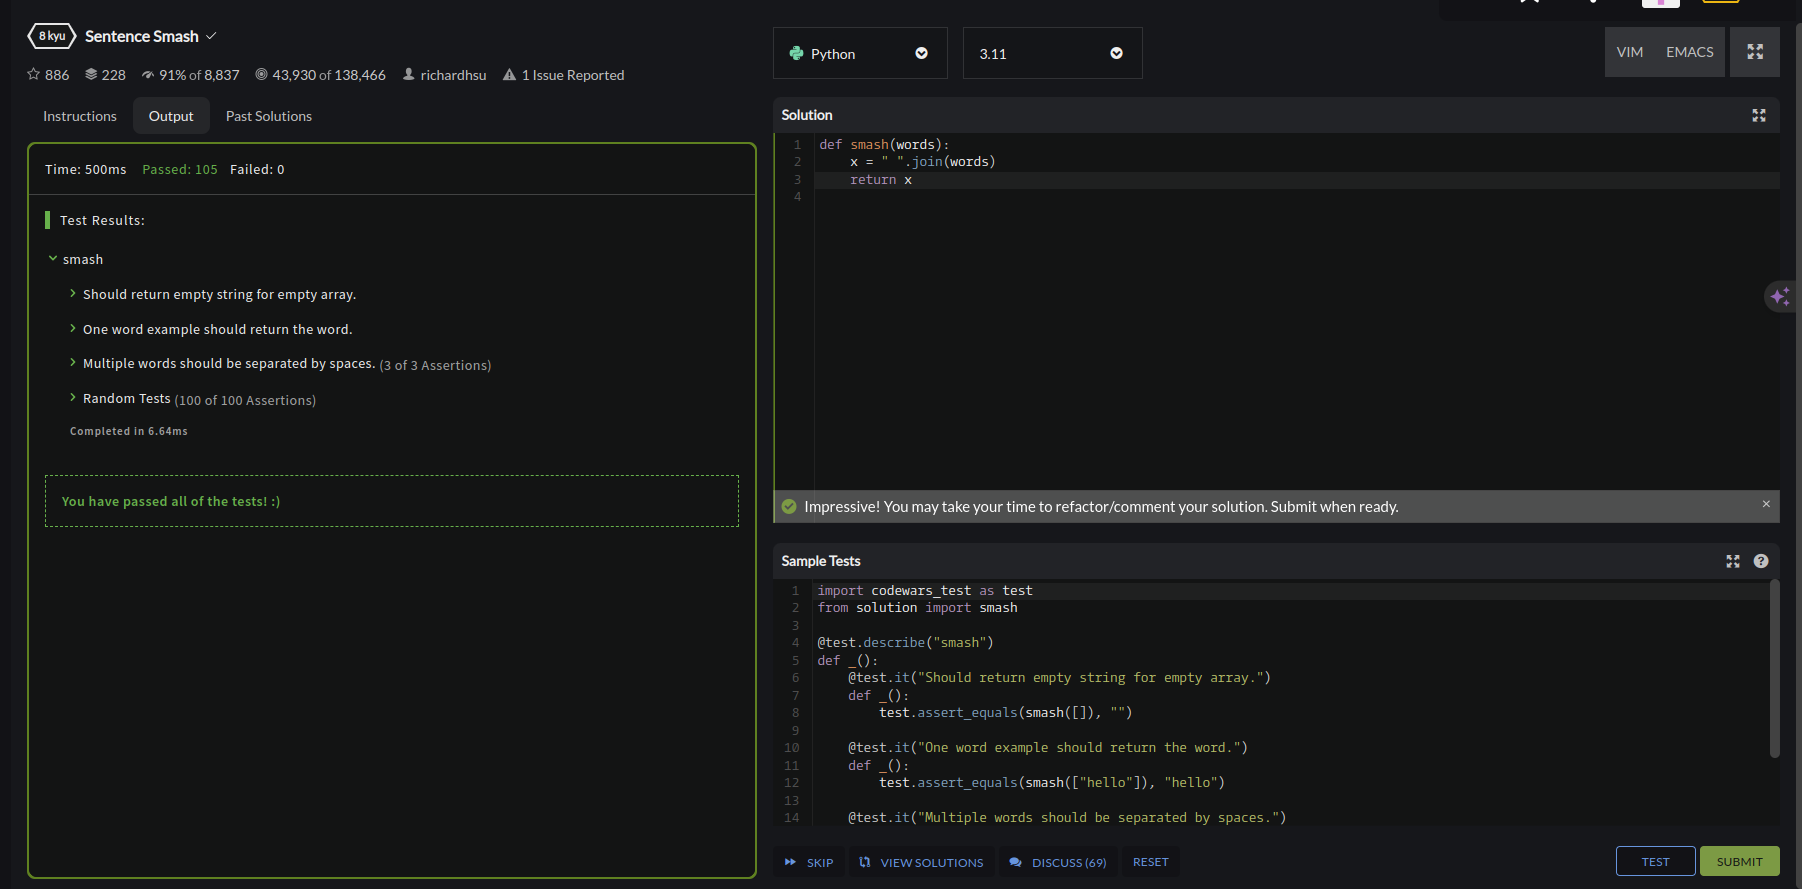 8 kyu Sentence Smash
886 228 91% of 8,837 43,930 of 138,466 richardhsu 1 Issue Reported
Instructions Output Past Solutions
Time: 500ms Passed: 105 Failed: 0
Test Results:
smash
Should return empty string for empty array.
One word example should return the word.
Multiple words should be separated by spaces. (3 of 3 Assertions)
Random Tests (100 of 100 Assertions)
Completed in 6.64ms
You have passed all of the tests! :)
Python 3.11 VIM EMACS
Solution
1 def smash(words):
2     x = " ".join(words)
3     return x
4
Impressive! You may take your time to refactor/comment your solution. Submit when ready. ×
Sample Tests ?
1 import codewars_test as test
2 from solution import smash
3
4 @test.describe("smash")
5 def _():
6     @test.it("Should return empty string for empty array.")
7     def _():
8         test.assert_equals(smash([]), "")
9
10     @test.it("One word example should return the word.")
11     def _():
12         test.assert_equals(smash(["hello"]), "hello")
13
14     @test.it("Multiple words should be separated by spaces.")
SKIP VIEW SOLUTIONS DISCUSS (69) RESET TEST SUBMIT